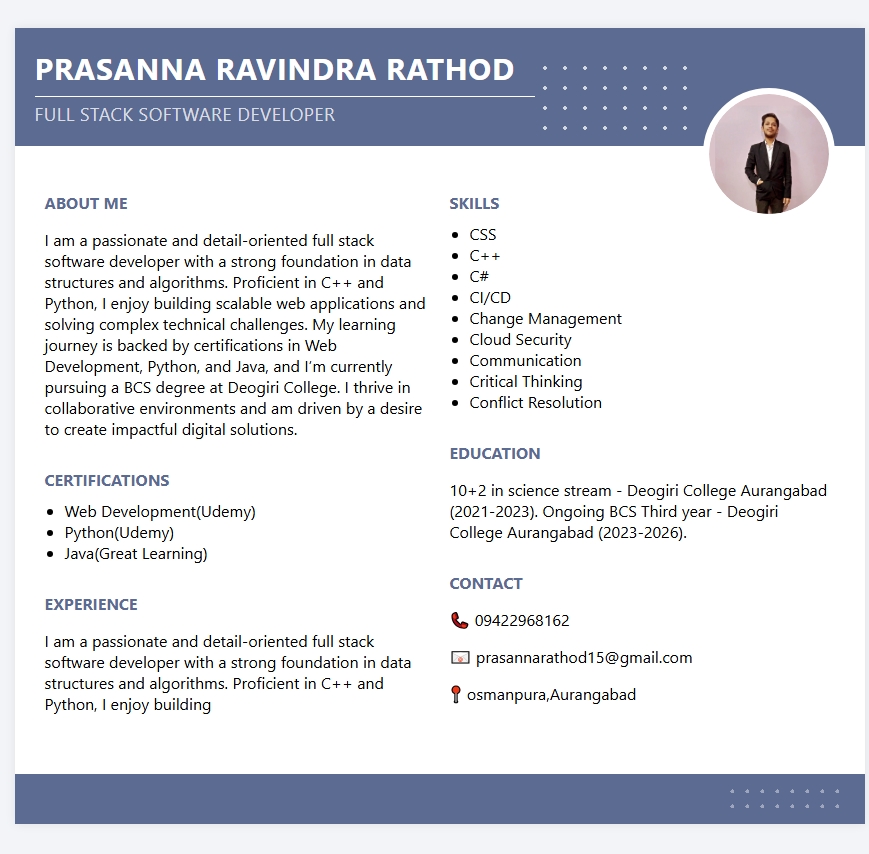 PRASANNA RAVINDRA RATHOD
FULL STACK SOFTWARE DEVELOPER
ABOUT ME
I am a passionate and detail-oriented full stack
software developer with a strong foundation in data
structures and algorithms. Proficient in C++ and
Python, I enjoy building scalable web applications and
solving complex technical challenges. My learning
journey is backed by certifications in Web
Development, Python, and Java, and I'm currently
pursuing a BCS degree at Deogiri College. I thrive in
collaborative environments and am driven by a desire
to create impactful digital solutions.
CERTIFICATIONS
• Web Development(Udemy)
• Python(Udemy)
• Java(Great Learning)
EXPERIENCE
I am a passionate and detail-oriented full stack
software developer with a strong foundation in data
structures and algorithms. Proficient in C++ and
Python, I enjoy building
SKILLS
• CSS
• C++
• C#
• CI/CD
• Change Management
• Cloud Security
• Communication
• Critical Thinking
• Conflict Resolution
EDUCATION
10+2 in science stream - Deogiri College Aurangabad
(2021-2023). Ongoing BCS Third year - Deogiri
College Aurangabad (2023-2026).
CONTACT
09422968162
prasannarathod15@gmail.com
osmanpura,Aurangabad